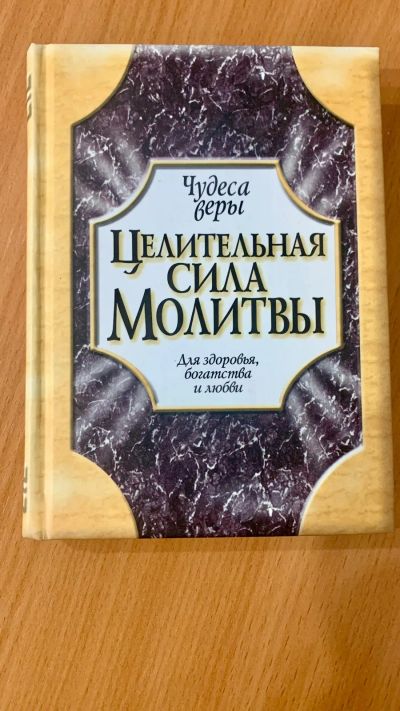 Чудеса
веры
Целительная
сила
Молитвы
Для здоровья,
богатства
и любви